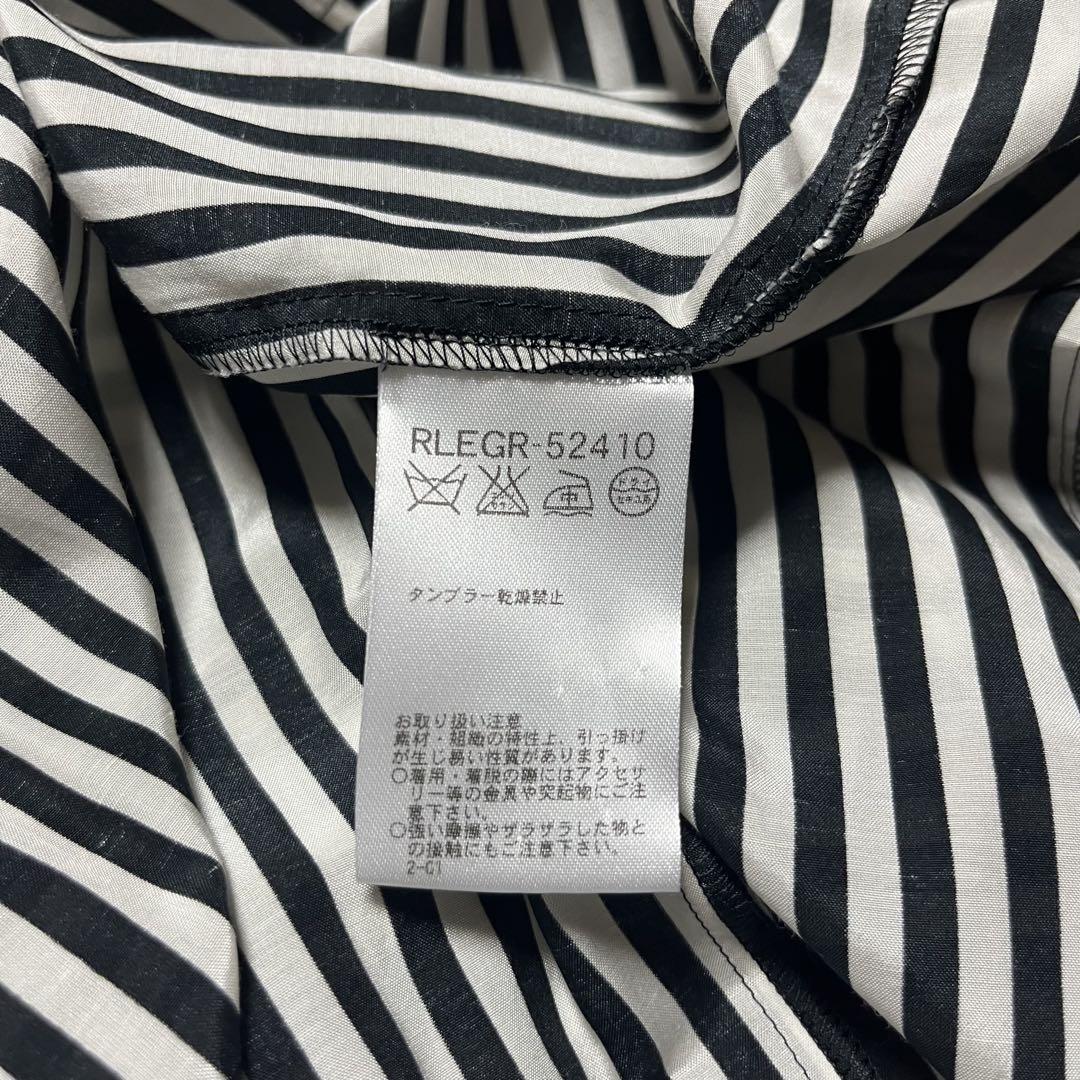 RLEGR-52410
中 ドライ
タンブラー乾燥禁止
お取り扱い注意
素材・組織の特性上、引っ掛け
が生じ易い性質があります。
○着用・着脱の際にはアクセサ
リー等の金具や突起物にご注
意下さい。
○強い摩擦やザラザラした物と
の接触にもご注意下さい。
2-C1